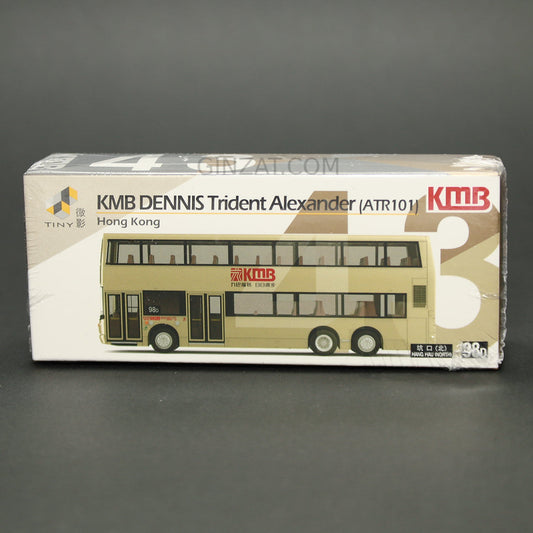 GINZAT.COM
TINY 微影
KMB DENNIS Trident Alexander (ATR101)
Hong Kong
KMB
43
KMB
98D
坑口 (北)
HANG HAU (NORTH)
98D